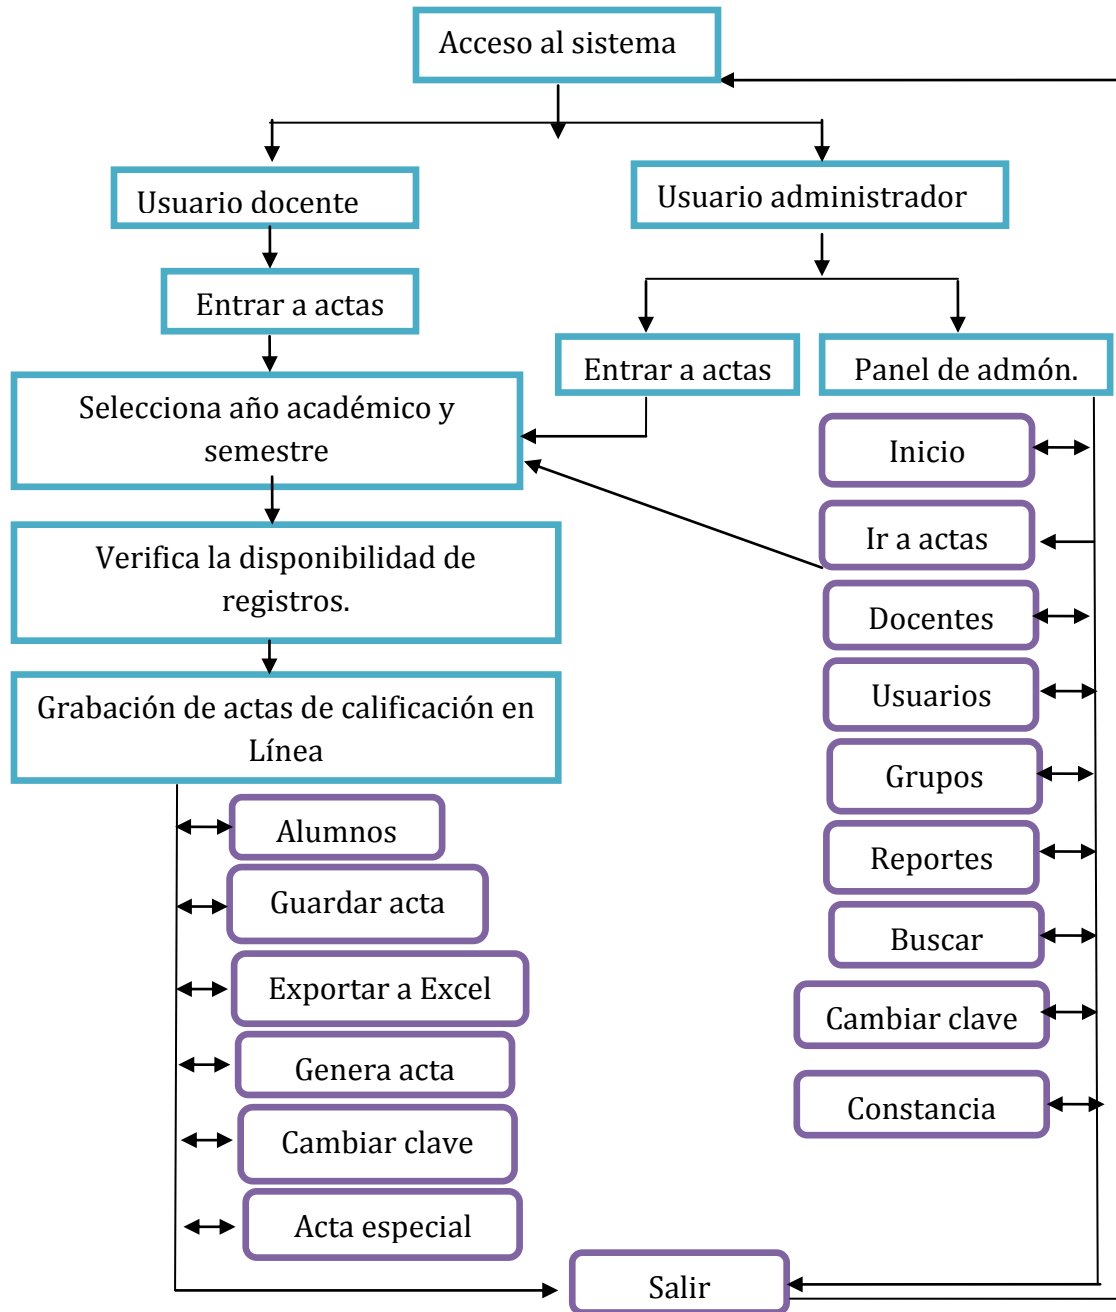 Acceso al sistema
Usuario docente
Usuario administrador
Entrar a actas
Entrar a actas
Panel de admón.
Selecciona año académico y
semestre
Inicio
Ir a actas
Verifica la disponibilidad de
registros.
Docentes
Usuarios
Grabación de actas de calificación en
Línea
Grupos
Alumnos
Reportes
Guardar acta
Buscar
Exportar a Excel
Cambiar clave
Genera acta
Constancia
Cambiar clave
Acta especial
Salir